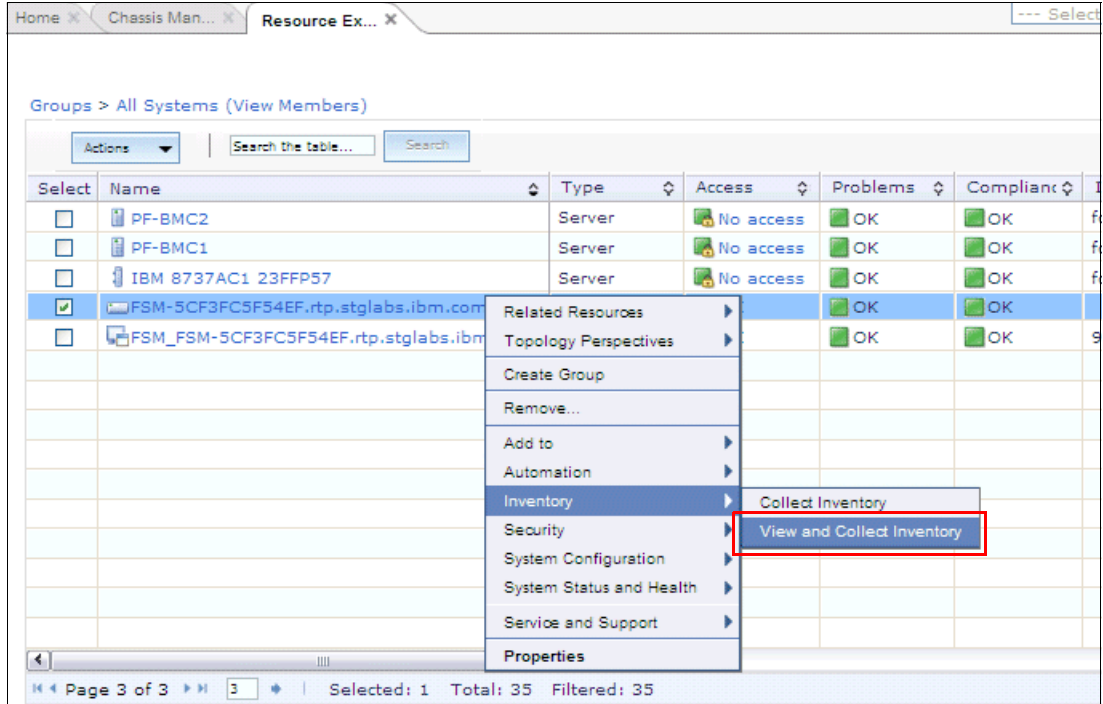 Home Chassis Man... Resource Ex... --- Select
Groups > All Systems (View Members)
Actions Search the table... Search
Select Name Type Access Problems Complianc
PF-BMC2 Server No access OK OK
PF-BMC1 Server No access OK OK
IBM 8737AC1 23FFP57 Server No access OK OK
FSM-5CF3FC5F54EF.rtp.stglabs.ibm.com OK OK
FSM_FSM-5CF3FC5F54EF.rtp.stglabs.ibm OK OK 9
Related Resources
Topology Perspectives
Create Group
Remove...
Add to
Automation
Inventory
Collect Inventory
View and Collect Inventory
Security
System Configuration
System Status and Health
Service and Support
Properties
Page 3 of 3 3 Selected: 1 Total: 35 Filtered: 35